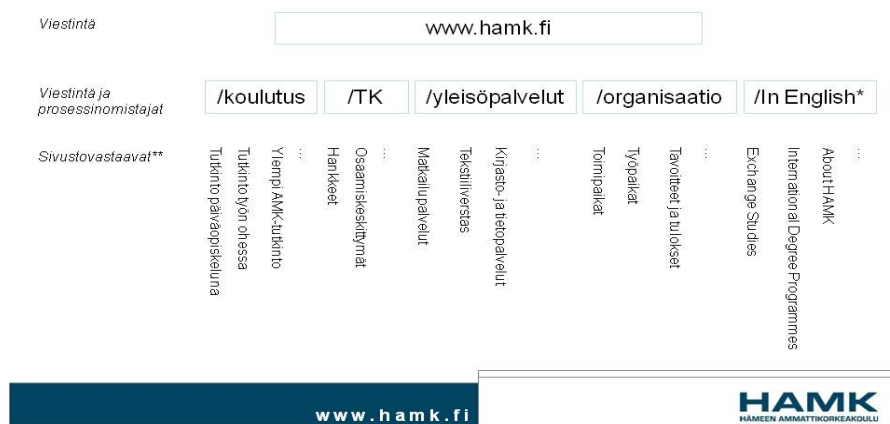 Viestintä
www.hamk.fi
Viestintä ja
prosessinomistajat
/koulutus
/TK
/yleisöpalvelut
/organisaatio
/In English*
Sivustovastaavat**
Tutkinto päiväopiskeluna
Tutkinto työn ohessa
Ylempi AMK-tutkinto
...
Hankkeet
Osaamiskeskittymät
...
Matkailupalvelut
Tekstiiliverstas
Kirjasto- ja tietopalvelut
...
Toimipaikat
Työpaikat
Tavoitteet ja tulokset
...
Exchange Studies
International Degree Programmes
About HAMK
...
www.hamk.fi
HAMK
HÄMEEN AMMATTIKORKEAKOULU